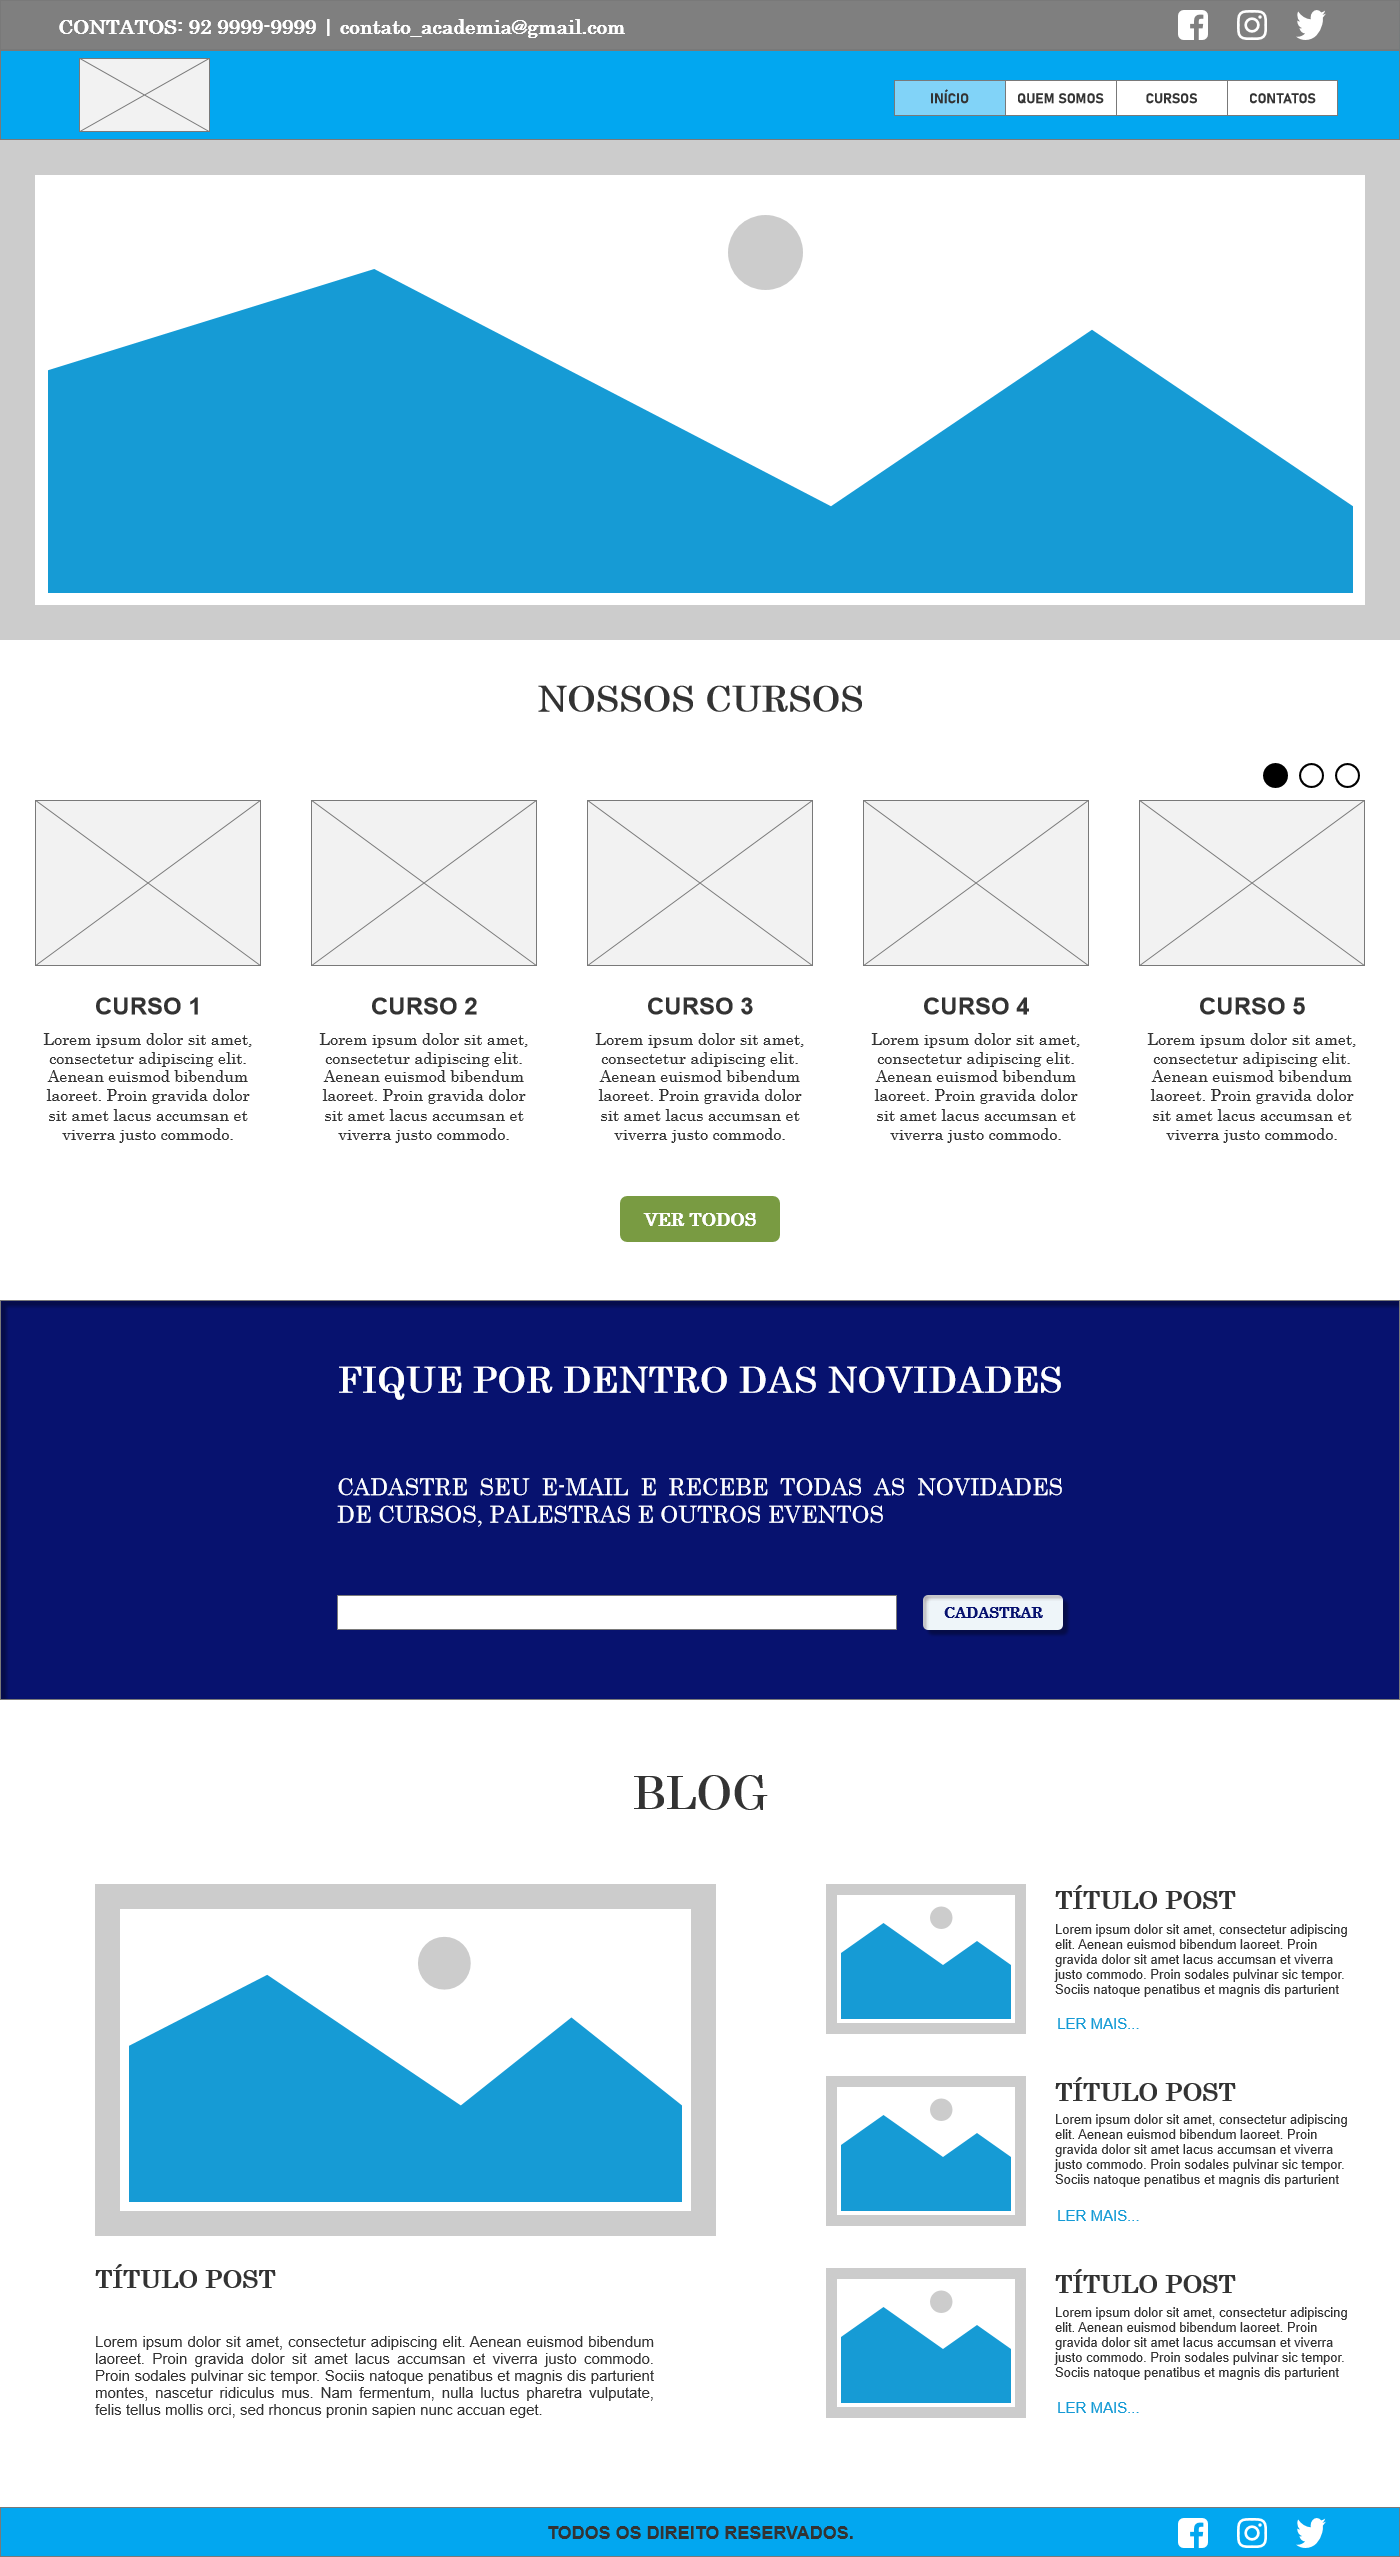 CONTATOS: 92 9999-9999 | contato_academia@gmail.com
INÍCIO
QUEM SOMOS
CURSOS
CONTATOS
NOSSOS CURSOS
CURSO 1
Lorem ipsum dolor sit amet,
consectetur adipiscing elit.
Aenean euismod bibendum
laoreet. Proin gravida dolor
sit amet lacus accumsan et
viverra justo commodo.
CURSO 2
Lorem ipsum dolor sit amet,
consectetur adipiscing elit.
Aenean euismod bibendum
laoreet. Proin gravida dolor
sit amet lacus accumsan et
viverra justo commodo.
CURSO 3
Lorem ipsum dolor sit amet,
consectetur adipiscing elit.
Aenean euismod bibendum
laoreet. Proin gravida dolor
sit amet lacus accumsan et
viverra justo commodo.
CURSO 4
Lorem ipsum dolor sit amet,
consectetur adipiscing elit.
Aenean euismod bibendum
laoreet. Proin gravida dolor
sit amet lacus accumsan et
viverra justo commodo.
CURSO 5
Lorem ipsum dolor sit amet,
consectetur adipiscing elit.
Aenean euismod bibendum
laoreet. Proin gravida dolor
sit amet lacus accumsan et
viverra justo commodo.
VER TODOS
FIQUE POR DENTRO DAS NOVIDADES
CADASTRE SEU E-MAIL E RECEBE TODAS AS NOVIDADES
DE CURSOS, PALESTRAS E OUTROS EVENTOS
CADASTRAR
BLOG
TÍTULO POST
Lorem ipsum dolor sit amet, consectetur adipiscing elit. Aenean euismod bibendum
laoreet. Proin gravida dolor sit amet lacus accumsan et viverra justo commodo.
Proin sodales pulvinar sic tempor. Sociis natoque penatibus et magnis dis parturient
montes, nascetur ridiculus mus. Nam fermentum, nulla luctus pharetra vulputate,
felis tellus mollis orci, sed rhoncus pronin sapien nunc accuan eget.
TÍTULO POST
Lorem ipsum dolor sit amet, consectetur adipiscing
elit. Aenean euismod bibendum laoreet. Proin
gravida dolor sit amet lacus accumsan et viverra
justo commodo. Proin sodales pulvinar sic tempor.
Sociis natoque penatibus et magnis dis parturient
LER MAIS...
TÍTULO POST
Lorem ipsum dolor sit amet, consectetur adipiscing
elit. Aenean euismod bibendum laoreet. Proin
gravida dolor sit amet lacus accumsan et viverra
justo commodo. Proin sodales pulvinar sic tempor.
Sociis natoque penatibus et magnis dis parturient
LER MAIS...
TÍTULO POST
Lorem ipsum dolor sit amet, consectetur adipiscing
elit. Aenean euismod bibendum laoreet. Proin
gravida dolor sit amet lacus accumsan et viverra
justo commodo. Proin sodales pulvinar sic tempor.
Sociis natoque penatibus et magnis dis parturient
LER MAIS...
TODOS OS DIREITO RESERVADOS.